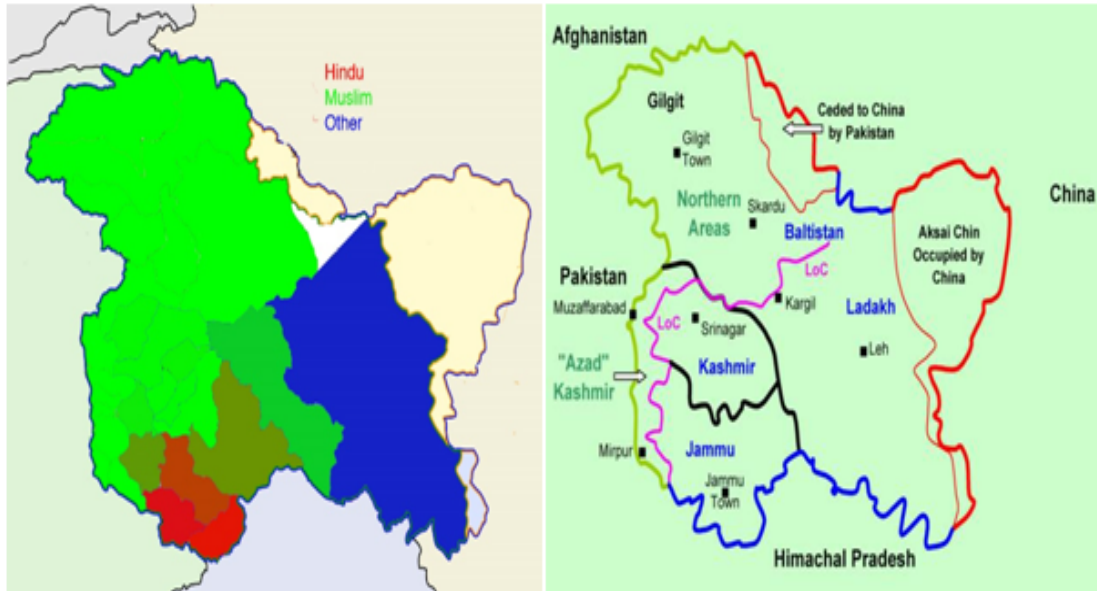 Hindu
Muslim
Other
Afghanistan
Gilgit
Ceded to China
by Pakistan
Gilgit
Town
China
Northern
Areas
Skardu
Baltistan
Aksai Chin
Occupied by
China
LoC
Pakistan
Muzaffarabad
Kargil
Ladakh
LoC
Srinagar
Leh
"Azad"
Kashmir
Kashmir
Mirpur
Jammu
Jammu
Town
Himachal Pradesh